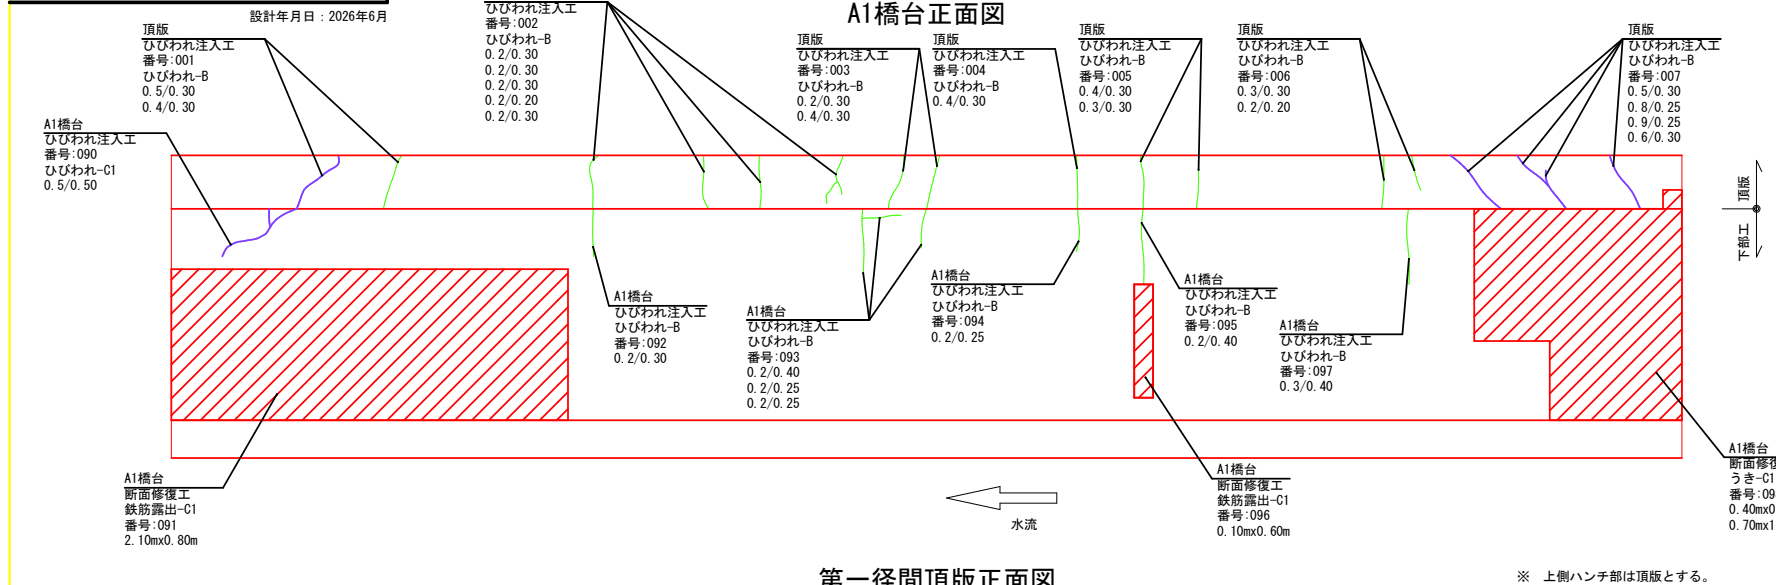 設計年月日：2026年6月
A1橋台正面図
頂版
ひびわれ注入工
番号:001
ひびわれ-B
0.5/0.30
0.4/0.30
ひびわれ注入工
番号:002
ひびわれ-B
0.2/0.30
0.2/0.30
0.2/0.30
0.2/0.20
0.2/0.30
頂版
ひびわれ注入工
番号:003
ひびわれ-B
0.2/0.30
0.4/0.30
頂版
ひびわれ注入工
番号:004
ひびわれ-B
0.4/0.30
頂版
ひびわれ注入工
ひびわれ-B
番号:005
0.4/0.30
0.3/0.30
頂版
ひびわれ注入工
ひびわれ-B
番号:006
0.3/0.30
0.2/0.20
頂版
ひびわれ注入工
ひびわれ-B
番号:007
0.5/0.30
0.8/0.25
0.9/0.25
0.6/0.30
A1橋台
ひびわれ注入工
番号:090
ひびわれ-C1
0.5/0.50
頂版
下部工
A1橋台
ひびわれ注入工
ひびわれ-B
番号:092
0.2/0.30
A1橋台
ひびわれ注入工
ひびわれ-B
番号:093
0.2/0.40
0.2/0.25
0.2/0.25
A1橋台
ひびわれ注入工
ひびわれ-B
番号:094
0.2/0.25
A1橋台
ひびわれ注入工
ひびわれ-B
番号:095
0.2/0.40
A1橋台
ひびわれ注入工
ひびわれ-B
番号:097
0.3/0.40
A1橋台
断面修復工
鉄筋露出-C1
番号:091
2.10mx0.80m
水流
A1橋台
断面修復工
鉄筋露出-C1
番号:096
0.10mx0.60m
A1橋台
断面修復
うき-C1
番号:09
0.40mx0
0.70mx1
第一径間頂版正面図
※　上側ハンチ部は頂版とする。